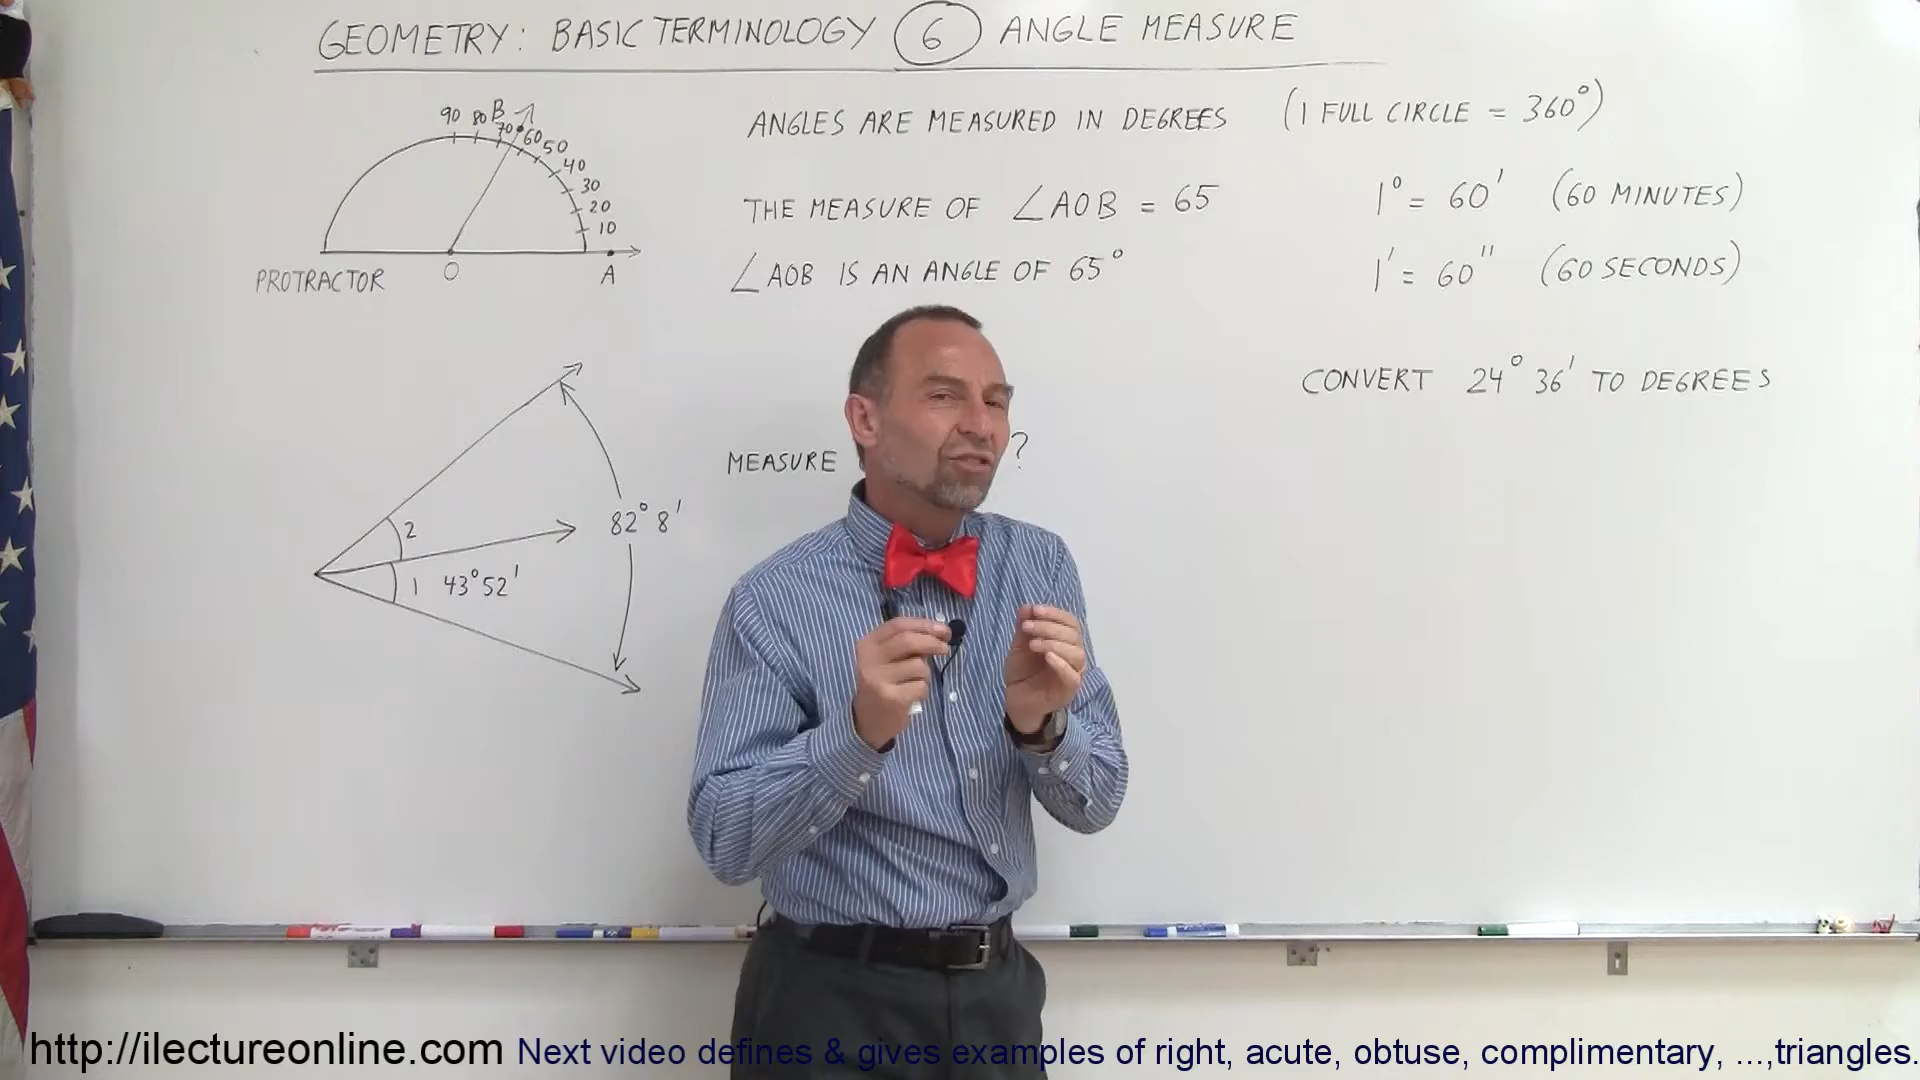 GEOMETRY: BASIC TERMINOLOGY 6 ANGLE MEASURE
90 80 B
70 60 50
40
30
20
10
PROTRACTOR
O
A
ANGLES ARE MEASURED IN DEGREES (1 FULL CIRCLE = 360°)
THE MEASURE OF ∠AOB = 65
∠AOB IS AN ANGLE OF 65°
1° = 60' (60 MINUTES)
1' = 60" (60 SECONDS)
CONVERT 24° 36' TO DEGREES
MEASURE ?
2
82° 8'
1 43° 52'
http://ilectureonline.com Next video defines & gives examples of right, acute, obtuse, complimentary, ...,triangles.